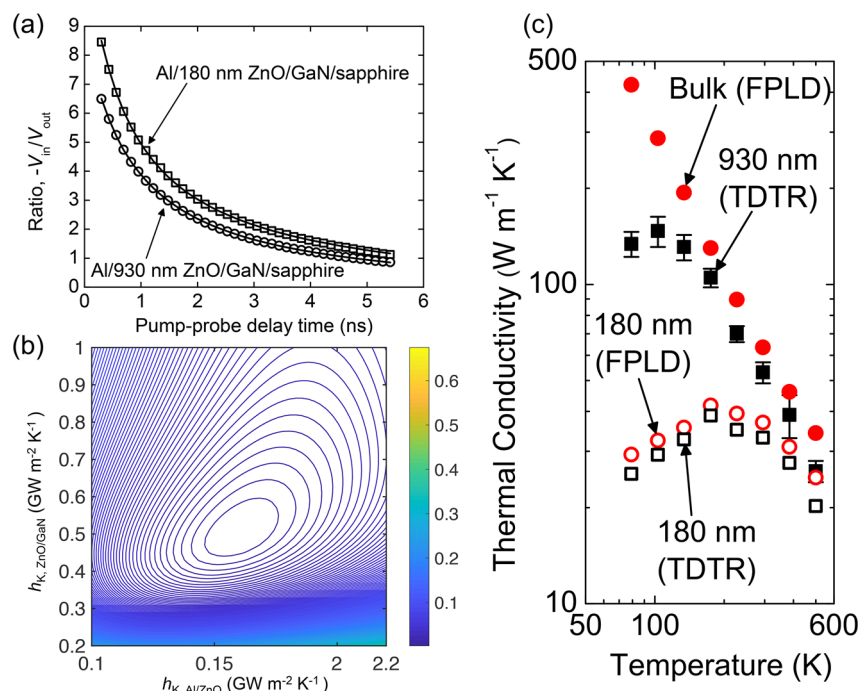 (a)
9
8
7
6
5
4
3
2
1
0
Ratio, -Vin/Vout
Al/180 nm ZnO/GaN/sapphire
Al/930 nm ZnO/GaN/sapphire
0 1 2 3 4 5 6
Pump-probe delay time (ns)
(b)
1
0.9
0.8
0.7
0.6
0.5
0.4
0.3
0.2
hK, ZnO/GaN (GW m-2 K-1)
0.1 0.15 2 2.2
hK, Al/ZnO (GW m-2 K-1)
0.6
0.5
0.4
0.3
0.2
0.1
(c)
500
100
10
Thermal Conductivity (W m-1 K-1)
Bulk (FPLD)
930 nm
(TDTR)
180 nm
(FPLD)
180 nm
(TDTR)
50 100 600
Temperature (K)